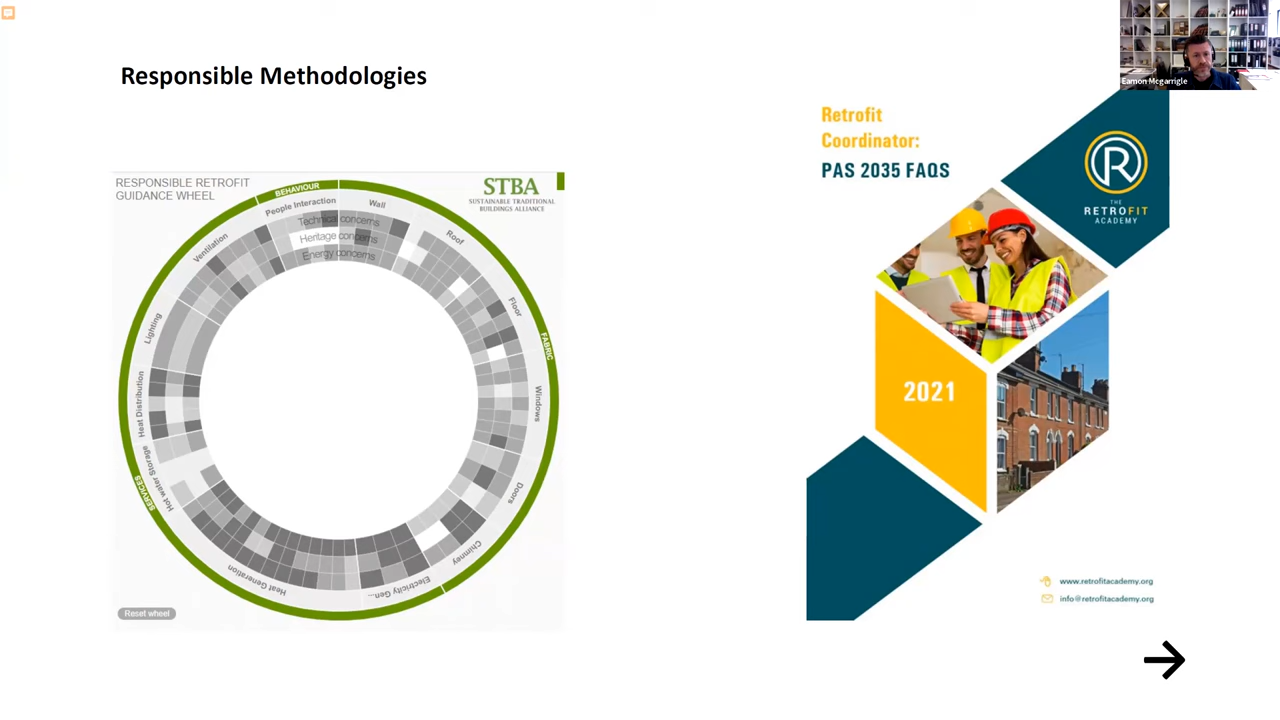 Responsible Methodologies
Eamon Mcgarrigle
RESPONSIBLE RETROFIT
GUIDANCE WHEEL
STBA
SUSTAINABLE TRADITIONAL
BUILDINGS ALLIANCE
BEHAVIOUR
People Interaction
Wall
Technical concerns
Heritage concerns
Energy concerns
Ventilation
Roof
Lighting
Floor
FABRIC
Heat Distribution
Windows
Hot water Storage
SERVICES
Doors
Chimney
Heat Generation
Electricity Gen...
Reset wheel
Retrofit
Coordinator:
PAS 2035 FAQS
R
THE
RETROFIT
ACADEMY
2021
www.retrofitacademy.org
info@retrofitacademy.org